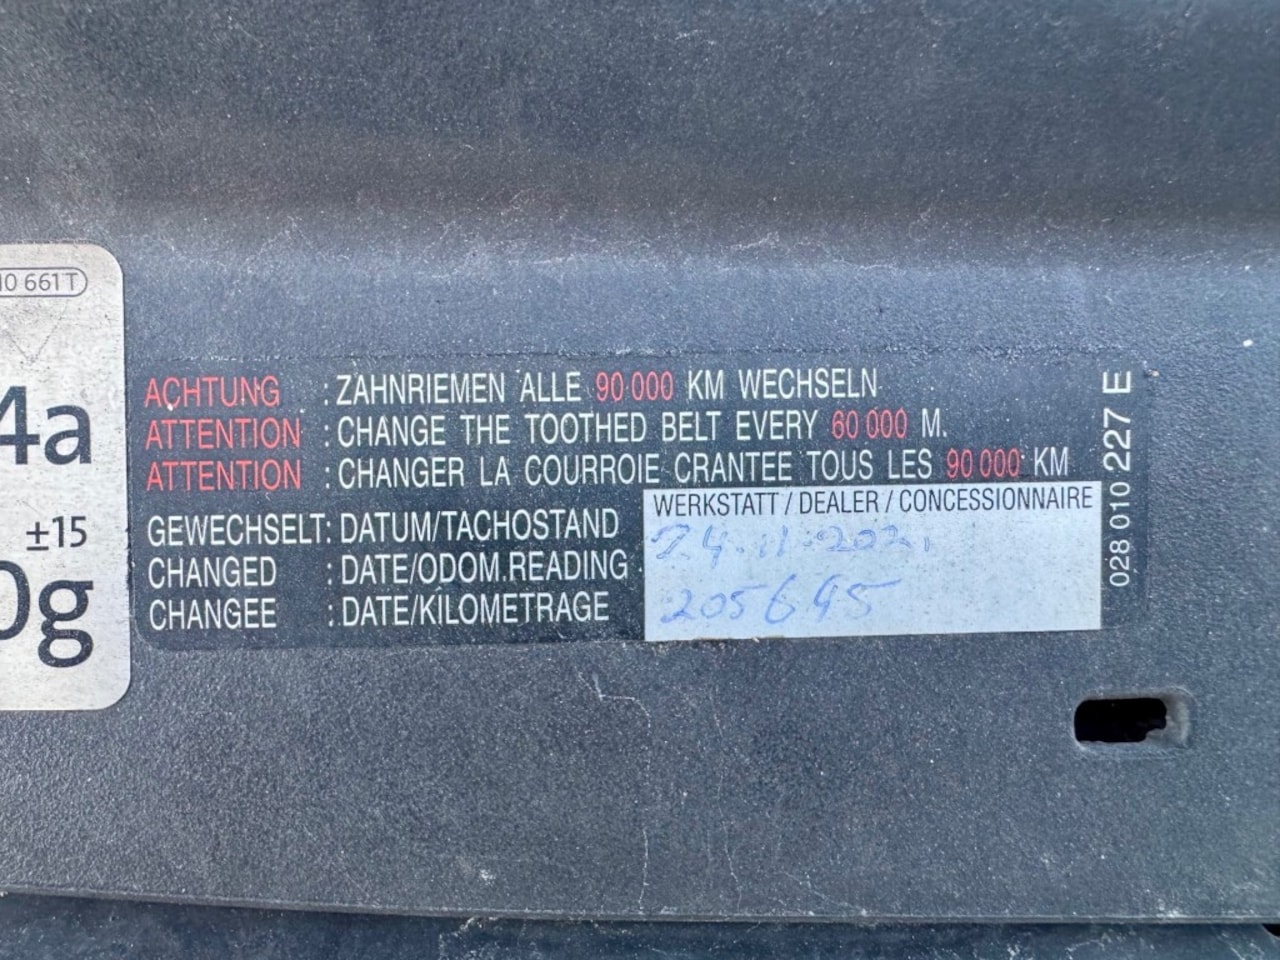 10 661 T
4a
±15
0g
ACHTUNG : ZAHNRIEMEN ALLE 90 000 KM WECHSELN
ATTENTION : CHANGE THE TOOTHED BELT EVERY 60 000 M.
ATTENTION : CHANGER LA COURROIE CRANTEE TOUS LES 90 000 KM
WERKSTATT / DEALER / CONCESSIONNAIRE
GEWECHSELT: DATUM/TACHOSTAND
CHANGED : DATE/ODOM.READING
CHANGEE : DATE/KILOMETRAGE
24.11.2021
205645
028 010 227 E